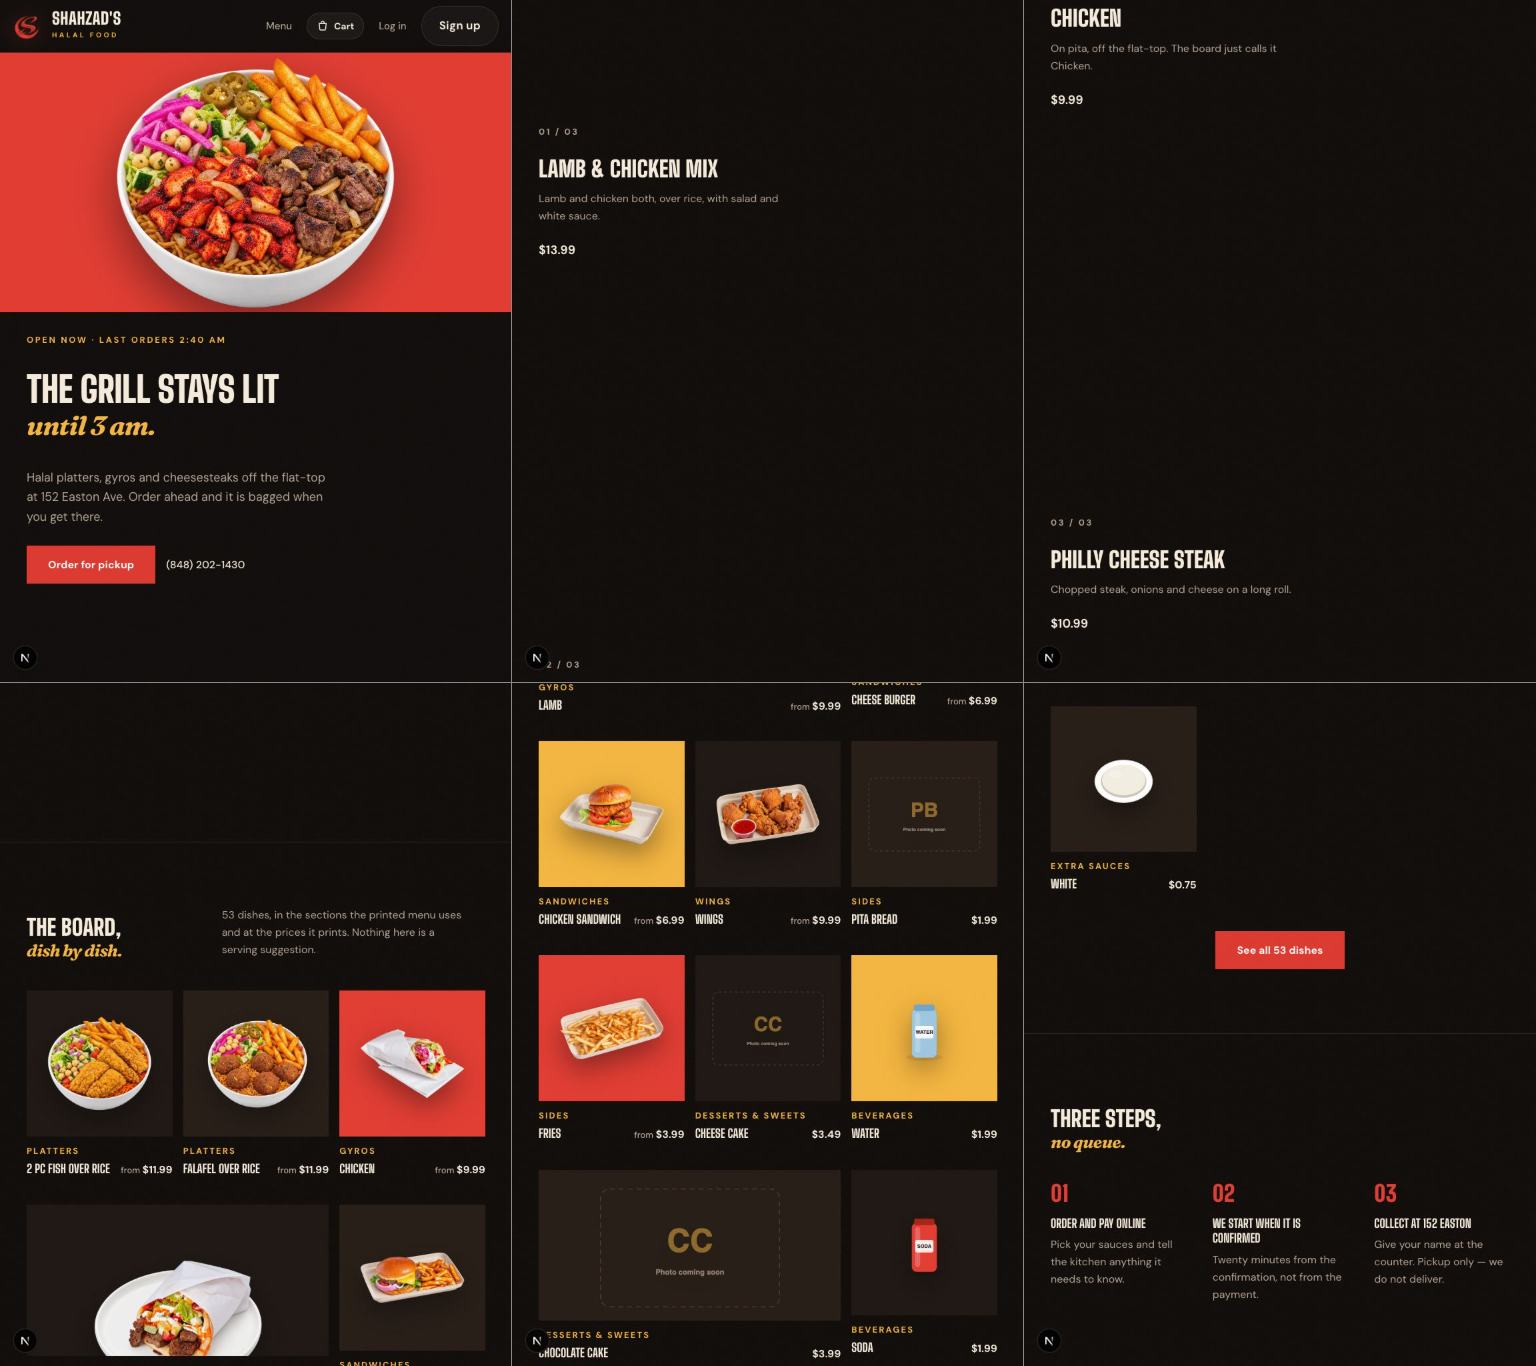 SHAHZAD'S
HALAL FOOD
Menu
Cart
Log in
Sign up
OPEN NOW · LAST ORDERS 2:40 AM
THE GRILL STAYS LIT
until 3 am.
Halal platters, gyros and cheesesteaks off the flat-top
at 152 Easton Ave. Order ahead and it is bagged when
you get there.
Order for pickup
(848) 202-1430
N
01 / 03
LAMB & CHICKEN MIX
Lamb and chicken both, over rice, with salad and
white sauce.
$13.99
N
2 / 03
CHICKEN
On pita, off the flat-top. The board just calls it
Chicken.
$9.99
03 / 03
PHILLY CHEESE STEAK
Chopped steak, onions and cheese on a long roll.
$10.99
N
THE BOARD,
dish by dish.
53 dishes, in the sections the printed menu uses
and at the prices it prints. Nothing here is a
serving suggestion.
PLATTERS
2 PC FISH OVER RICE
from $11.99
PLATTERS
FALAFEL OVER RICE
from $11.99
GYROS
CHICKEN
from $9.99
SANDWICHES
N
GYROS
LAMB
from $9.99
SANDWICHES
CHEESE BURGER
from $6.99
SANDWICHES
CHICKEN SANDWICH
from $6.99
WINGS
WINGS
from $9.99
PB
Photo coming soon
SIDES
PITA BREAD
$1.99
SIDES
FRIES
from $3.99
CC
Photo coming soon
DESSERTS & SWEETS
CHEESE CAKE
$3.49
WATER
BEVERAGES
WATER
$1.99
CC
Photo coming soon
ESSERTS & SWEETS
CHOCOLATE CAKE
$3.99
SODA
BEVERAGES
SODA
$1.99
N
EXTRA SAUCES
WHITE
$0.75
See all 53 dishes
THREE STEPS,
no queue.
01
ORDER AND PAY ONLINE
Pick your sauces and tell
the kitchen anything it
needs to know.
02
WE START WHEN IT IS
CONFIRMED
Twenty minutes from the
confirmation, not from the
payment.
03
COLLECT AT 152 EASTON
Give your name at the
counter. Pickup only — we
do not deliver.
N